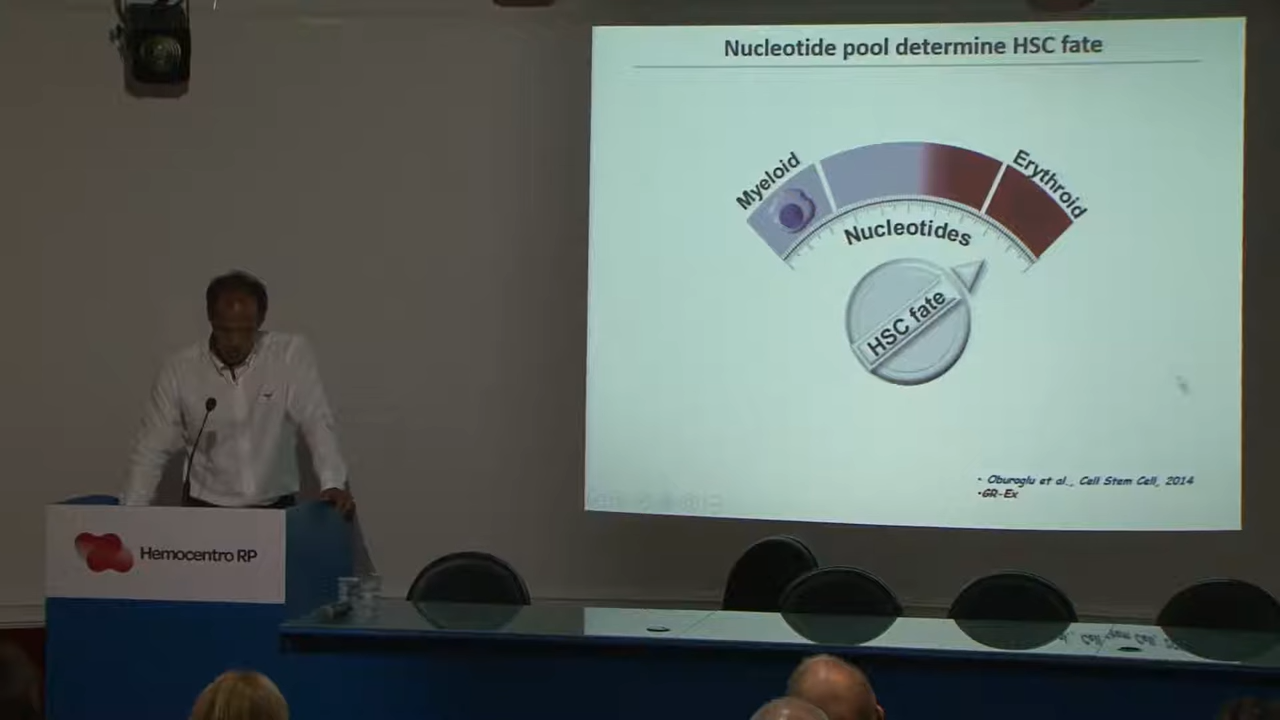 Nucleotide pool determine HSC fate
Myeloid
Erythroid
Nucleotides
HSC fate
• Oburoglu et al., Cell Stem Cell, 2014
•GR-Ex
Hemocentro RP